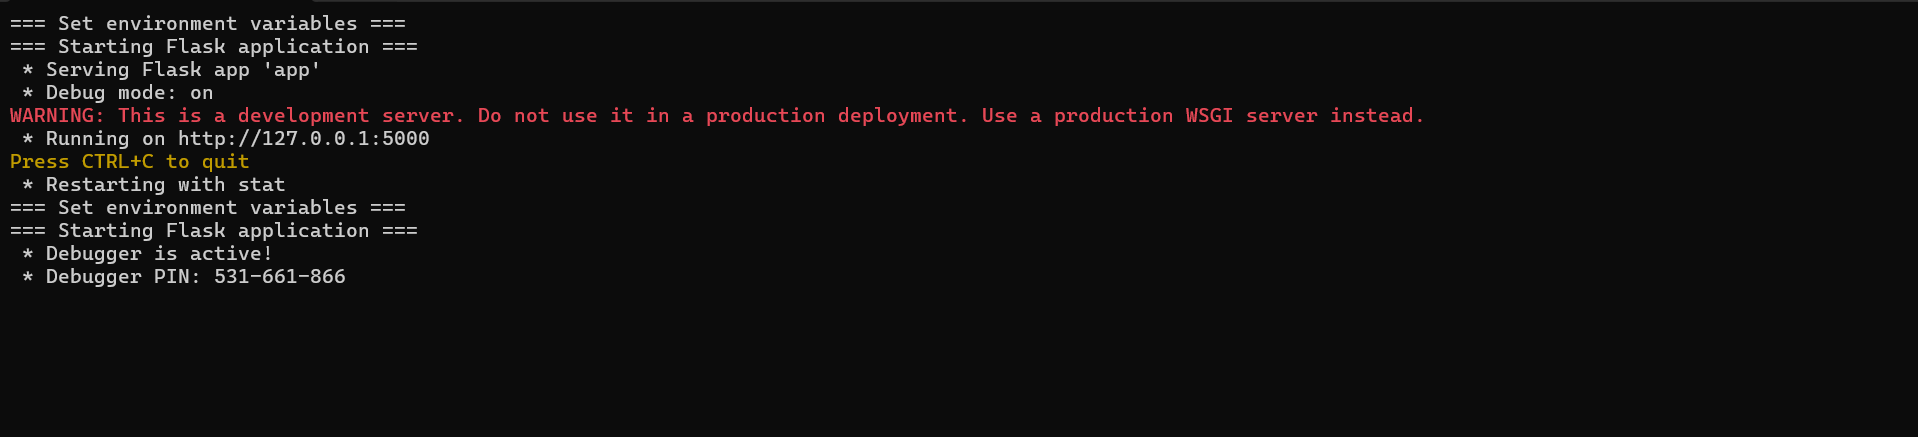 === Set environment variables ===
=== Starting Flask application ===
 * Serving Flask app 'app'
 * Debug mode: on
WARNING: This is a development server. Do not use it in a production deployment. Use a production WSGI server instead.
 * Running on http://127.0.0.1:5000
Press CTRL+C to quit
 * Restarting with stat
=== Set environment variables ===
=== Starting Flask application ===
 * Debugger is active!
 * Debugger PIN: 531-661-866